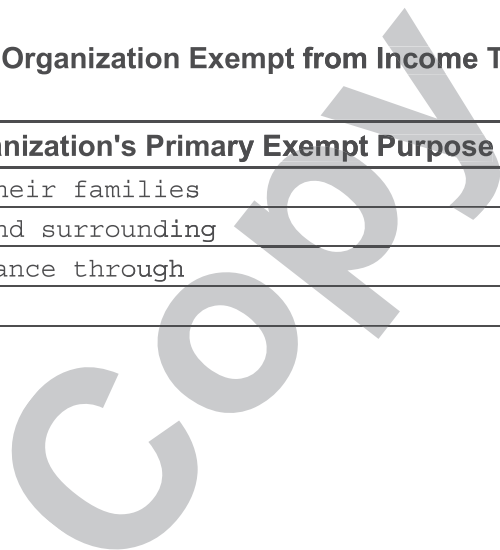 Organization Exempt from Income T
anization's Primary Exempt Purpose
heir families
nd surrounding
ance through
Copy